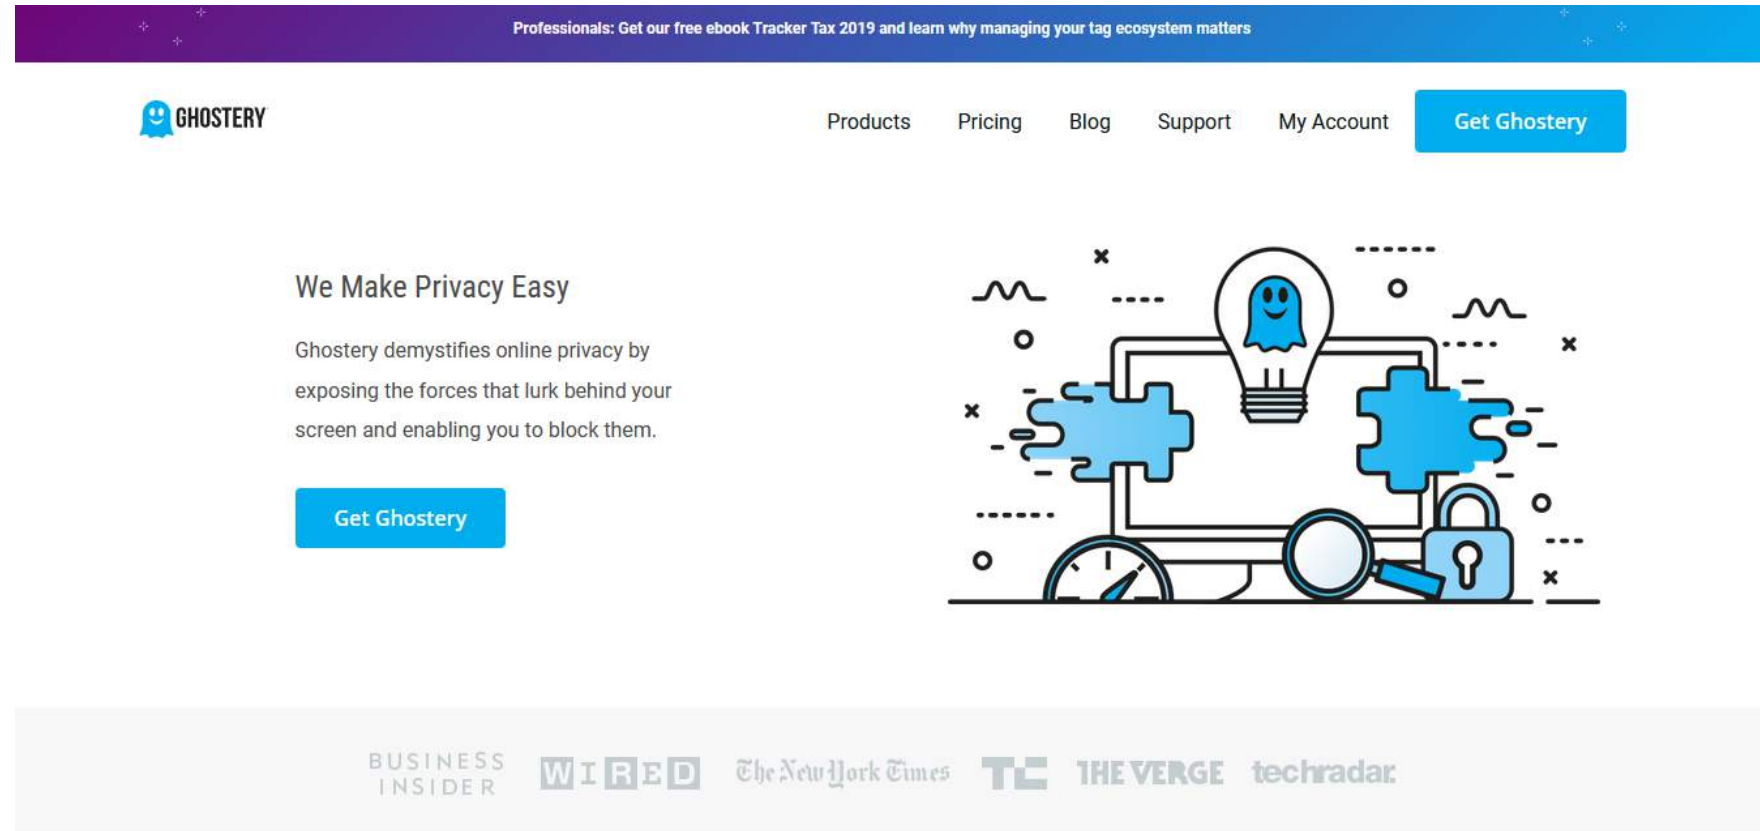 Professionals: Get our free ebook Tracker Tax 2019 and learn why managing your tag ecosystem matters
GHOSTERY
Products Pricing Blog Support My Account Get Ghostery
We Make Privacy Easy
Ghostery demystifies online privacy by
exposing the forces that lurk behind your
screen and enabling you to block them.
Get Ghostery
BUSINESS
INSIDER
WIRED
The New York Times
TC
THE VERGE
techradar.